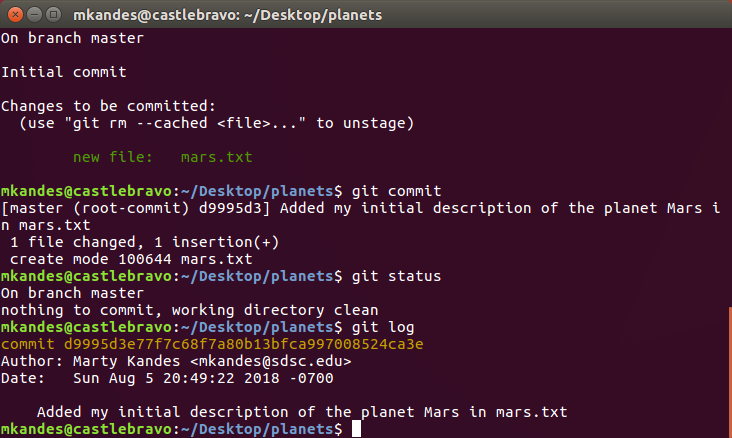 mkandes@castlebravo: ~/Desktop/planets
On branch master
Initial commit
Changes to be committed:
  (use "git rm --cached <file>..." to unstage)
        new file:   mars.txt
mkandes@castlebravo:~/Desktop/planets$ git commit
[master (root-commit) d9995d3] Added my initial description of the planet Mars i
n mars.txt
 1 file changed, 1 insertion(+)
 create mode 100644 mars.txt
mkandes@castlebravo:~/Desktop/planets$ git status
On branch master
nothing to commit, working directory clean
mkandes@castlebravo:~/Desktop/planets$ git log
commit d9995d3e77f7c68f7a80b13bfca997008524ca3e
Author: Marty Kandes <mkandes@sdsc.edu>
Date:   Sun Aug 5 20:49:22 2018 -0700
    Added my initial description of the planet Mars in mars.txt
mkandes@castlebravo:~/Desktop/planets$